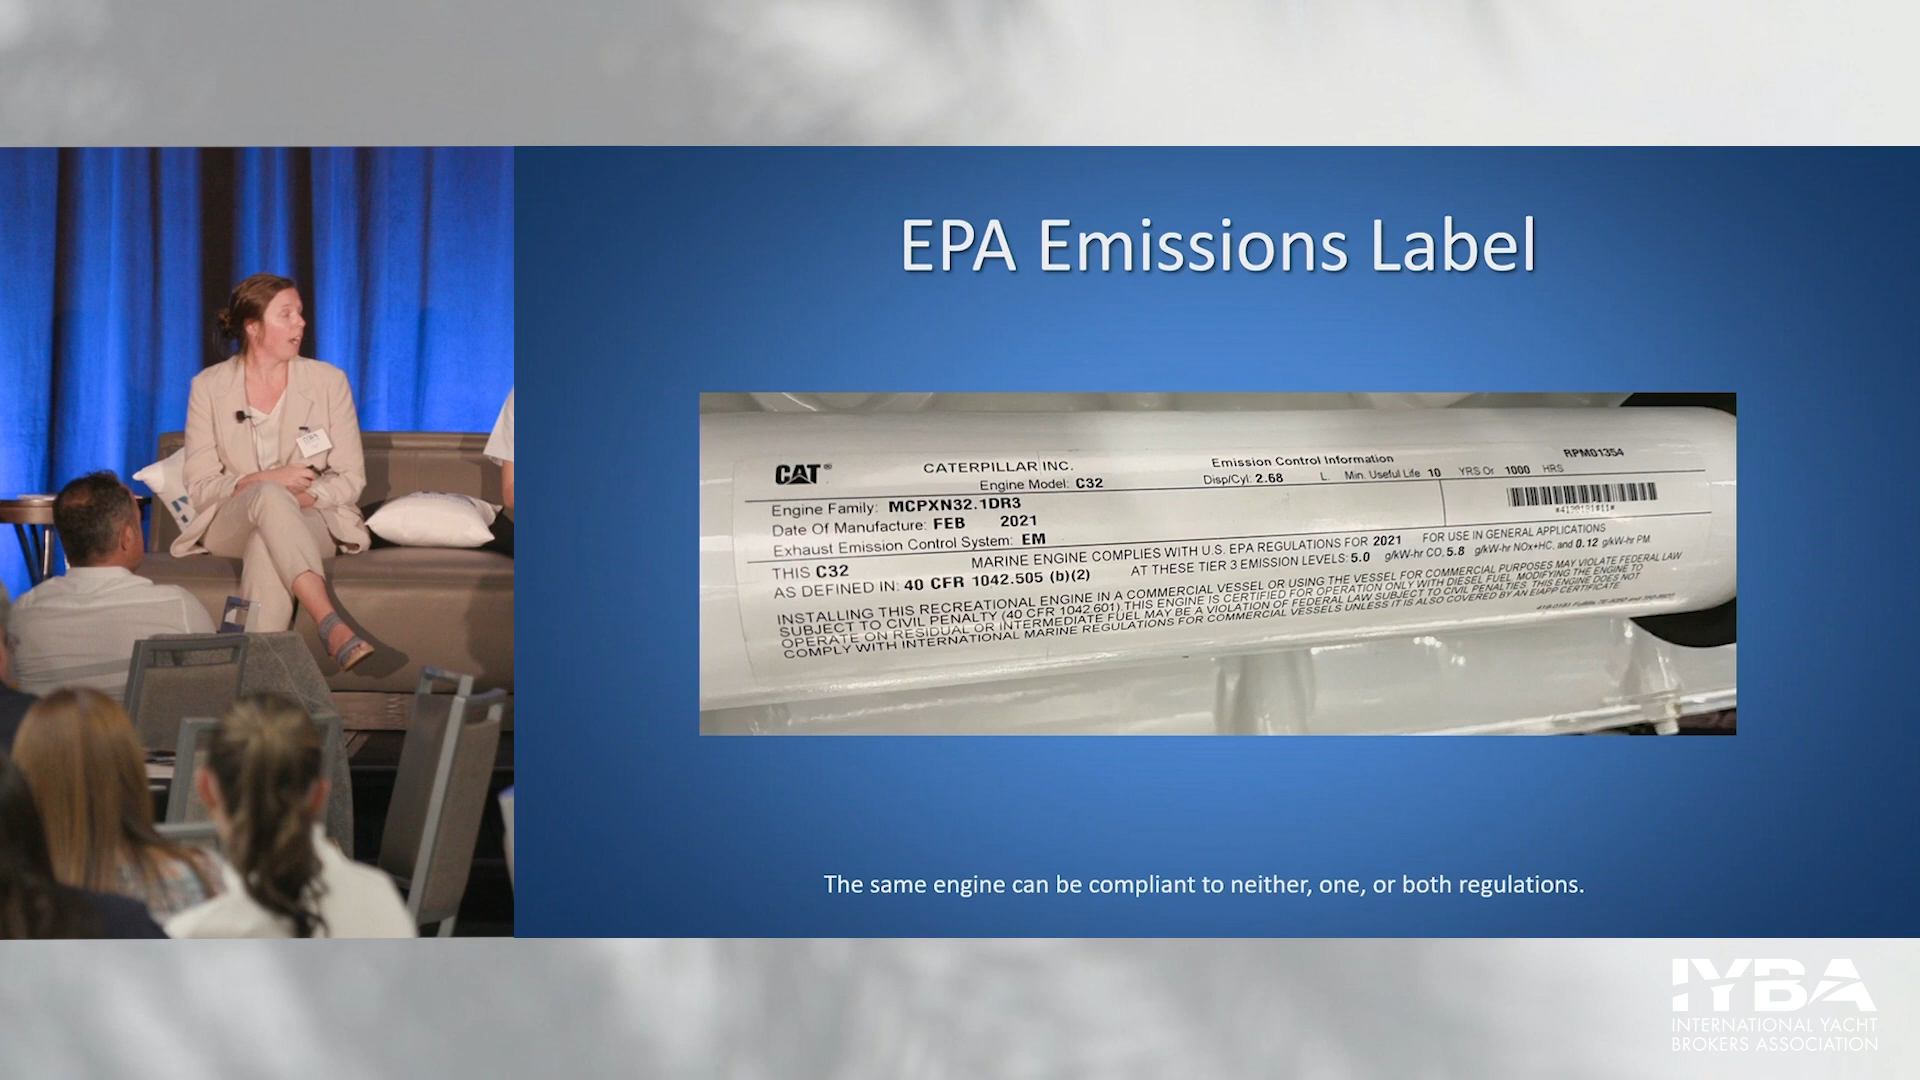 EPA Emissions Label
CAT®
CATERPILLAR INC.
Engine Model: C32
Emission Control Information
Disp/Cyl: 2.68 L. Min. Useful Life 10 YRS Or 1000 HRS
RPM01354
Engine Family: MCPXN32.1DR3
Date Of Manufacture: FEB 2021
Exhaust Emission Control System: EM
THIS C32 MARINE ENGINE COMPLIES WITH U.S. EPA REGULATIONS FOR 2021 FOR USE IN GENERAL APPLICATIONS
AS DEFINED IN: 40 CFR 1042.505 (b)(2) AT THESE TIER 3 EMISSION LEVELS: 5.0 g/kW-hr CO, 5.8 g/kW-hr NOx+HC, and 0.12 g/kW-hr PM
INSTALLING THIS RECREATIONAL ENGINE IN A COMMERCIAL VESSEL OR USING THE VESSEL FOR COMMERCIAL PURPOSES MAY VIOLATE FEDERAL LAW
SUBJECT TO CIVIL PENALTY (40 CFR 1042.601) THIS ENGINE IS CERTIFIED FOR OPERATION ONLY WITH DIESEL FUEL. MODIFYING THE ENGINE TO
OPERATE ON RESIDUAL OR INTERMEDIATE FUEL MAY BE A VIOLATION OF FEDERAL LAW SUBJECT TO CIVIL PENALTIES. THIS ENGINE DOES NOT
COMPLY WITH INTERNATIONAL MARINE REGULATIONS FOR COMMERCIAL VESSELS UNLESS IT IS ALSO COVERED BY AN EIAPP CERTIFICATE
The same engine can be compliant to neither, one, or both regulations.
IYBA
INTERNATIONAL YACHT
BROKERS ASSOCIATION